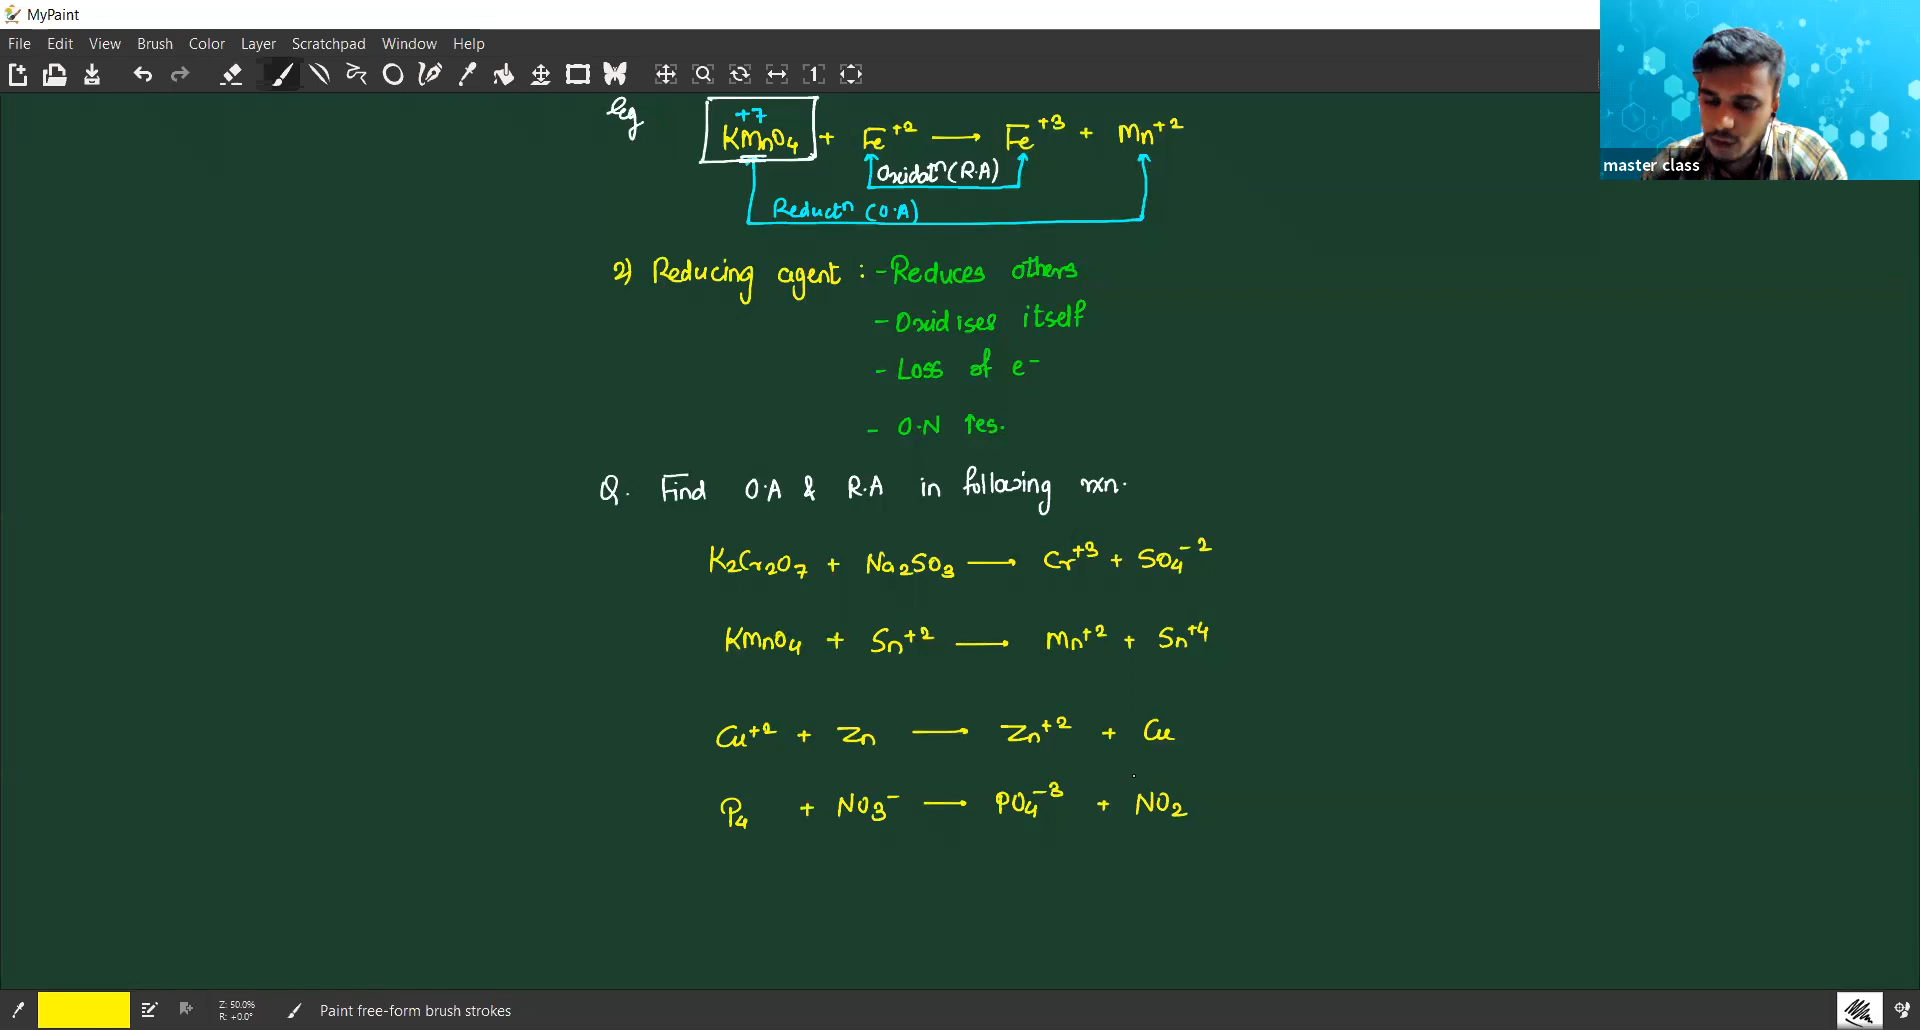 MyPaint
File Edit View Brush Color Layer Scratchpad Window Help
master class
eg
+7
KMnO4 + Fe+2 → Fe+3 + Mn+2
Oxidatn (R.A)
Reductn (O.A)
2) Reducing agent : - Reduces others
- Oxidises itself
- Loss of e-
- O.N ↑es.
Q. Find O.A & R.A in following rxn.
K2Cr2O7 + Na2SO3 → Cr+3 + SO4-2
KMnO4 + Sn+2 → Mn+2 + Sn+4
Cu+2 + Zn → Zn+2 + Cu
P4 + NO3- → PO4-3 + NO2
Z: 50.0%
R: +0.0°
Paint free-form brush strokes